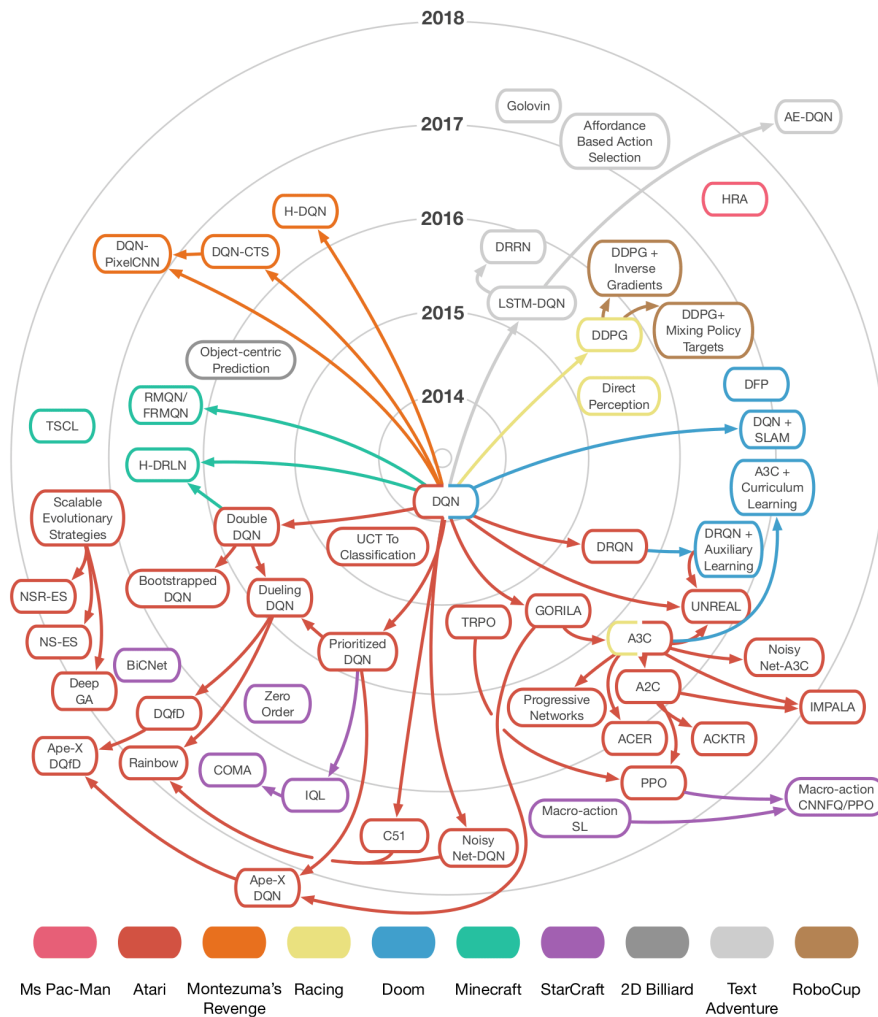 2018
Golovin
AE-DQN
2017
Affordance
Based Action
Selection
HRA
H-DQN
2016
DQN-
PixelCNN
DQN-CTS
DRRN
DDPG +
Inverse
Gradients
LSTM-DQN
2015
DDPG+
Mixing Policy
Targets
DDPG
Object-centric
Prediction
DFP
Direct
Perception
2014
RMQN/
FRMQN
TSCL
DQN +
SLAM
H-DRLN
A3C +
Curriculum
Learning
DQN
Scalable
Evolutionary
Strategies
Double
DQN
UCT To
Classification
DRQN
DRQN +
Auxiliary
Learning
Bootstrapped
DQN
NSR-ES
Dueling
DQN
UNREAL
TRPO
GORILA
NS-ES
A3C
Prioritized
DQN
Noisy
Net-A3C
BiCNet
Deep
GA
A2C
Zero
Order
Progressive
Networks
IMPALA
DQfD
ACER
ACKTR
Ape-X
DQfD
Rainbow
COMA
PPO
IQL
Macro-action
CNNFQ/PPO
Macro-action
SL
C51
Noisy
Net-DQN
Ape-X
DQN
Ms Pac-Man
Atari
Montezuma's
Revenge
Racing
Doom
Minecraft
StarCraft
2D Billiard
Text
Adventure
RoboCup